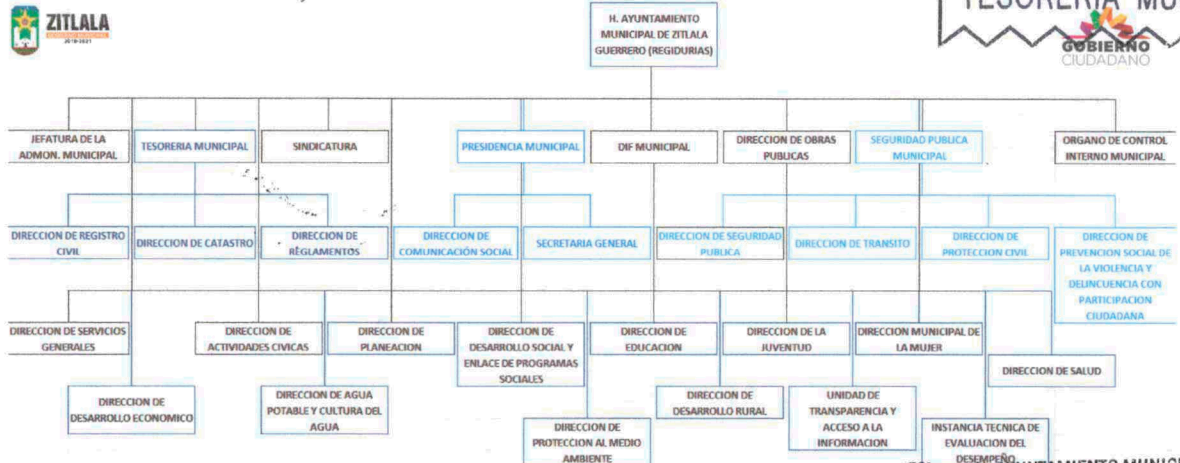 ZITLALA
2018-2021
TESORERIA
GOBIERNO
CIUDADANO
H. AYUNTAMIENTO
MUNICIPAL DE ZITLALA
GUERRERO (REGIDURIAS)
JEFATURA DE LA
ADMON. MUNICIPAL
TESORERIA MUNICIPAL
SINDICATURA
PRESIDENCIA MUNICIPAL
DIF MUNICIPAL
DIRECCION DE OBRAS
PUBLICAS
SEGURIDAD PUBLICA
MUNICIPAL
ORGANO DE CONTROL
INTERNO MUNICIPAL
DIRECCION DE REGISTRO
CIVIL
DIRECCION DE CATASTRO
DIRECCION DE
REGLAMENTOS
DIRECCION DE
COMUNICACIÓN SOCIAL
SECRETARIA GENERAL
DIRECCION DE SEGURIDAD
PUBLICA
DIRECCION DE TRANSITO
DIRECCION DE
PROTECCION CIVIL
DIRECCION DE
PREVENCION SOCIAL DE
LA VIOLENCIA Y
DELINCUENCIA CON
PARTICIPACION
CIUDADANA
DIRECCION DE SERVICIOS
GENERALES
DIRECCION DE
ACTIVIDADES CIVICAS
DIRECCION DE
PLANEACION
DIRECCION DE
DESARROLLO SOCIAL Y
ENLACE DE PROGRAMAS
SOCIALES
DIRECCION DE
EDUCACION
DIRECCION DE LA
JUVENTUD
DIRECCION MUNICIPAL DE
LA MUJER
DIRECCION DE SALUD
DIRECCION DE
DESARROLLO ECONOMICO
DIRECCION DE AGUA
POTABLE Y CULTURA DEL
AGUA
DIRECCION DE
PROTECCION AL MEDIO
AMBIENTE
DIRECCION DE
DESARROLLO RURAL
UNIDAD DE
TRANSPARENCIA Y
ACCESO A LA
INFORMACION
INSTANCIA TECNICA DE
EVALUACION DEL
DESEMPEÑO